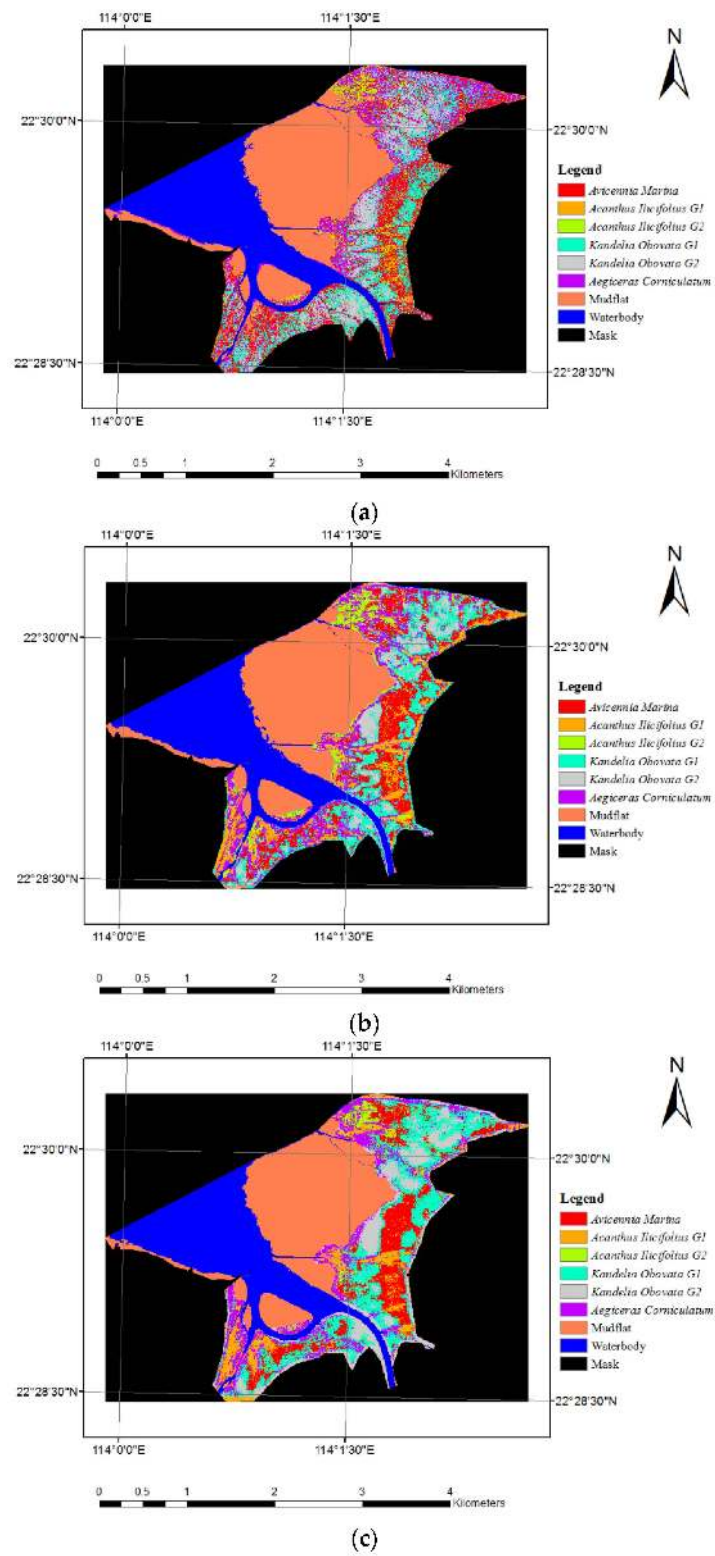 114°0'0"E 114°1'30"E
N
22°30'0"N
22°30'0"N
Legend
Avicennia Marina
Acanthus Ilicifolius G1
Acanthus Ilicifolius G2
Kandelia Obovata G1
Kandelia Obovata G2
Aegiceras Corniculatum
Mudflat
Waterbody
Mask
22°28'30"N
22°28'30"N
114°0'0"E 114°1'30"E
0 0.5 1 2 3 4
Kilometers
(a)
114°0'0"E 114°1'30"E
N
22°30'0"N
22°30'0"N
Legend
Avicennia Marina
Acanthus Ilicifolius G1
Acanthus Ilicifolius G2
Kandelia Obovata G1
Kandelia Obovata G2
Aegiceras Corniculatum
Mudflat
Waterbody
Mask
22°28'30"N
22°28'30"N
114°0'0"E 114°1'30"E
0 0.5 1 2 3 4
Kilometers
(b)
114°0'0"E 114°1'30"E
N
22°30'0"N
22°30'0"N
Legend
Avicennia Marina
Acanthus Ilicifolius G1
Acanthus Ilicifolius G2
Kandelia Obovata G1
Kandelia Obovata G2
Aegiceras Corniculatum
Mudflat
Waterbody
Mask
22°28'30"N
22°28'30"N
114°0'0"E 114°1'30"E
0 0.5 1 2 3 4
Kilometers
(c)